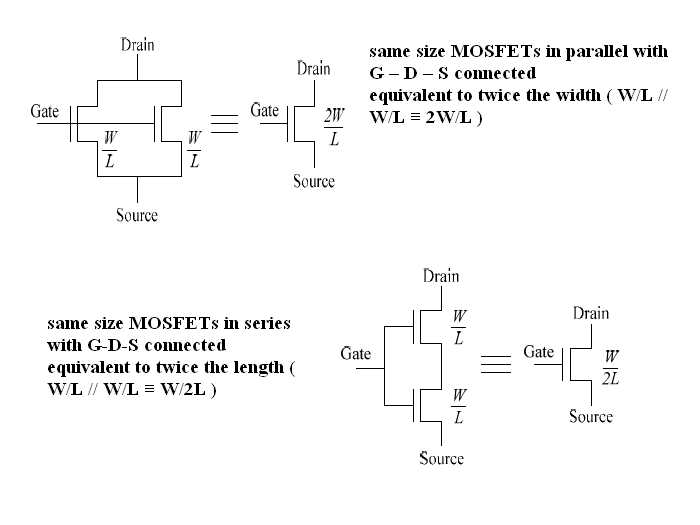 Drain
Gate
W
L
W
L
Source
Drain
Gate
2W
L
Source
same size MOSFETs in parallel with
G – D – S connected
equivalent to twice the width ( W/L //
W/L ≡ 2W/L )
same size MOSFETs in series
with G-D-S connected
equivalent to twice the length (
W/L // W/L ≡ W/2L )
Drain
Gate
W
L
W
L
Source
Drain
Gate
W
2L
Source